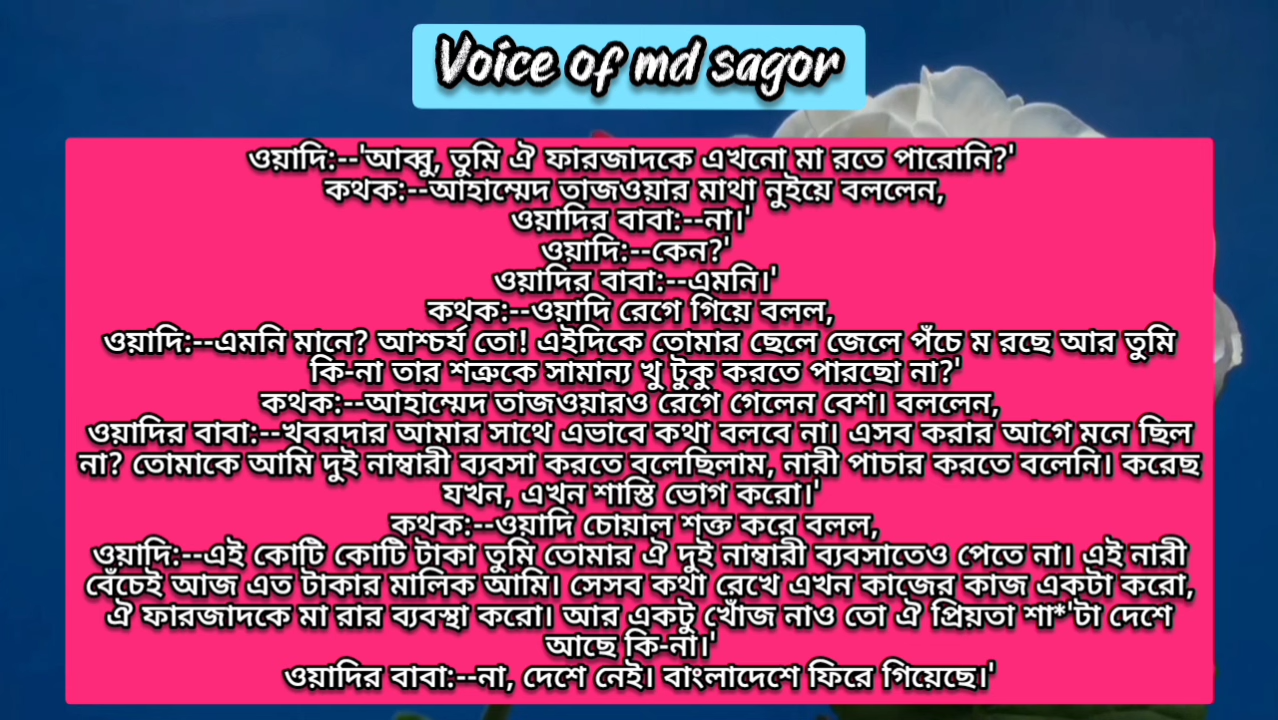 Voice of md sagor
ওয়াদি:--'আব্বু, তুমি ঐ ফারজাদকে এখনো মা রতে পারোনি?'
কথক:--আহাম্মেদ তাজওয়ার মাথা নুইয়ে বললেন,
ওয়াদির বাবা:--না।'
ওয়াদি:--কেন?'
ওয়াদির বাবা:--এমনি।'
কথক:--ওয়াদি রেগে গিয়ে বলল,
ওয়াদি:--এমনি মানে? আশ্চর্য তো! এইদিকে তোমার ছেলে জেলে পঁচে ম রছে আর তুমি
কি-না তার শত্রুকে সামান্য খু টুকু করতে পারছো না?'
কথক:--আহাম্মেদ তাজওয়ারও রেগে গেলেন বেশ। বললেন,
ওয়াদির বাবা:--খবরদার আমার সাথে এভাবে কথা বলবে না। এসব করার আগে মনে ছিল
না? তোমাকে আমি দুই নাম্বারী ব্যবসা করতে বলেছিলাম, নারী পাচার করতে বলেনি। করেছ
যখন, এখন শাস্তি ভোগ করো।'
কথক:--ওয়াদি চোয়াল শক্ত করে বলল,
ওয়াদি:--এই কোটি কোটি টাকা তুমি তোমার ঐ দুই নাম্বারী ব্যবসাতেও পেতে না। এই নারী
বেঁচেই আজ এত টাকার মালিক আমি। সেসব কথা রেখে এখন কাজের কাজ একটা করো,
ঐ ফারজাদকে মা রার ব্যবস্থা করো। আর একটু খোঁজ নাও তো ঐ প্রিয়তা শা*'টা দেশে
আছে কি-না।'
ওয়াদির বাবা:--না, দেশে নেই। বাংলাদেশে ফিরে গিয়েছে।'